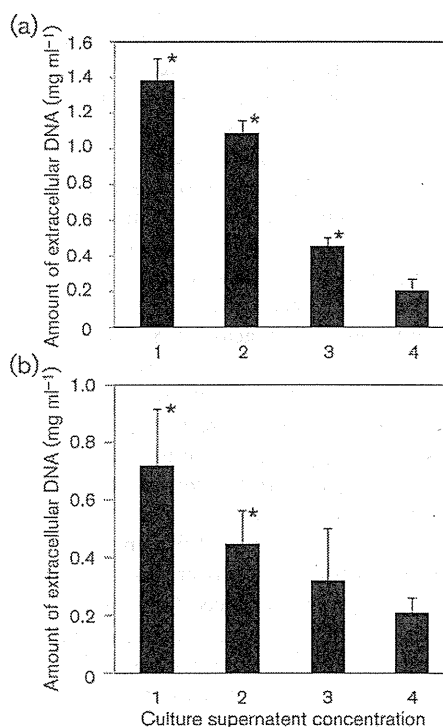 (a)
Amount of extracellular DNA (mg ml⁻¹)
1.6
1.4
1.2
1.0
0.8
0.6
0.4
0.2
0
*
*
*
1 2 3 4
(b)
Amount of extracellular DNA (mg ml⁻¹)
1.0
0.8
0.6
0.4
0.2
0
*
*
1 2 3 4
Culture supernatent concentration